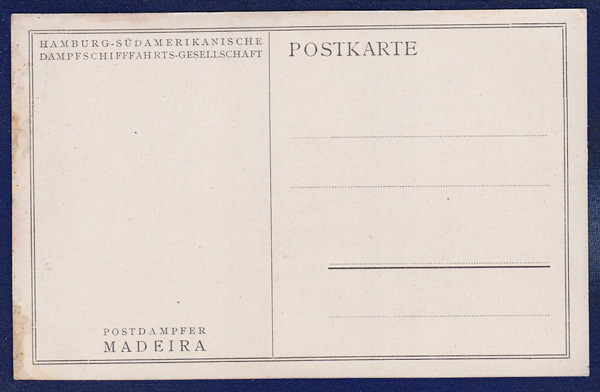 HAMBURG-SÜDAMERIKANISCHE
DAMPFSCHIFFFAHRTS-GESELLSCHAFT
POSTKARTE
POSTDAMPFER
MADEIRA